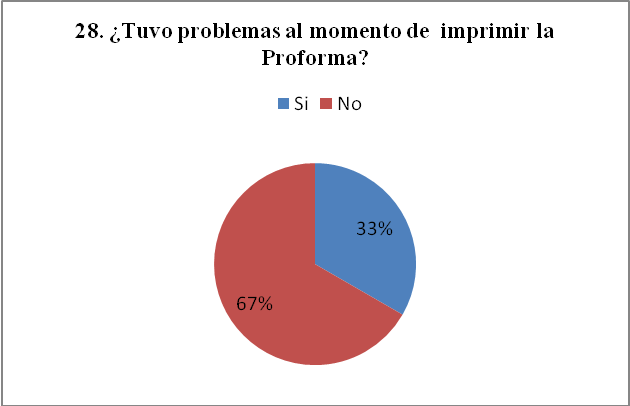 28. ¿Tuvo problemas al momento de  imprimir la
Proforma?
Si No
33%
67%